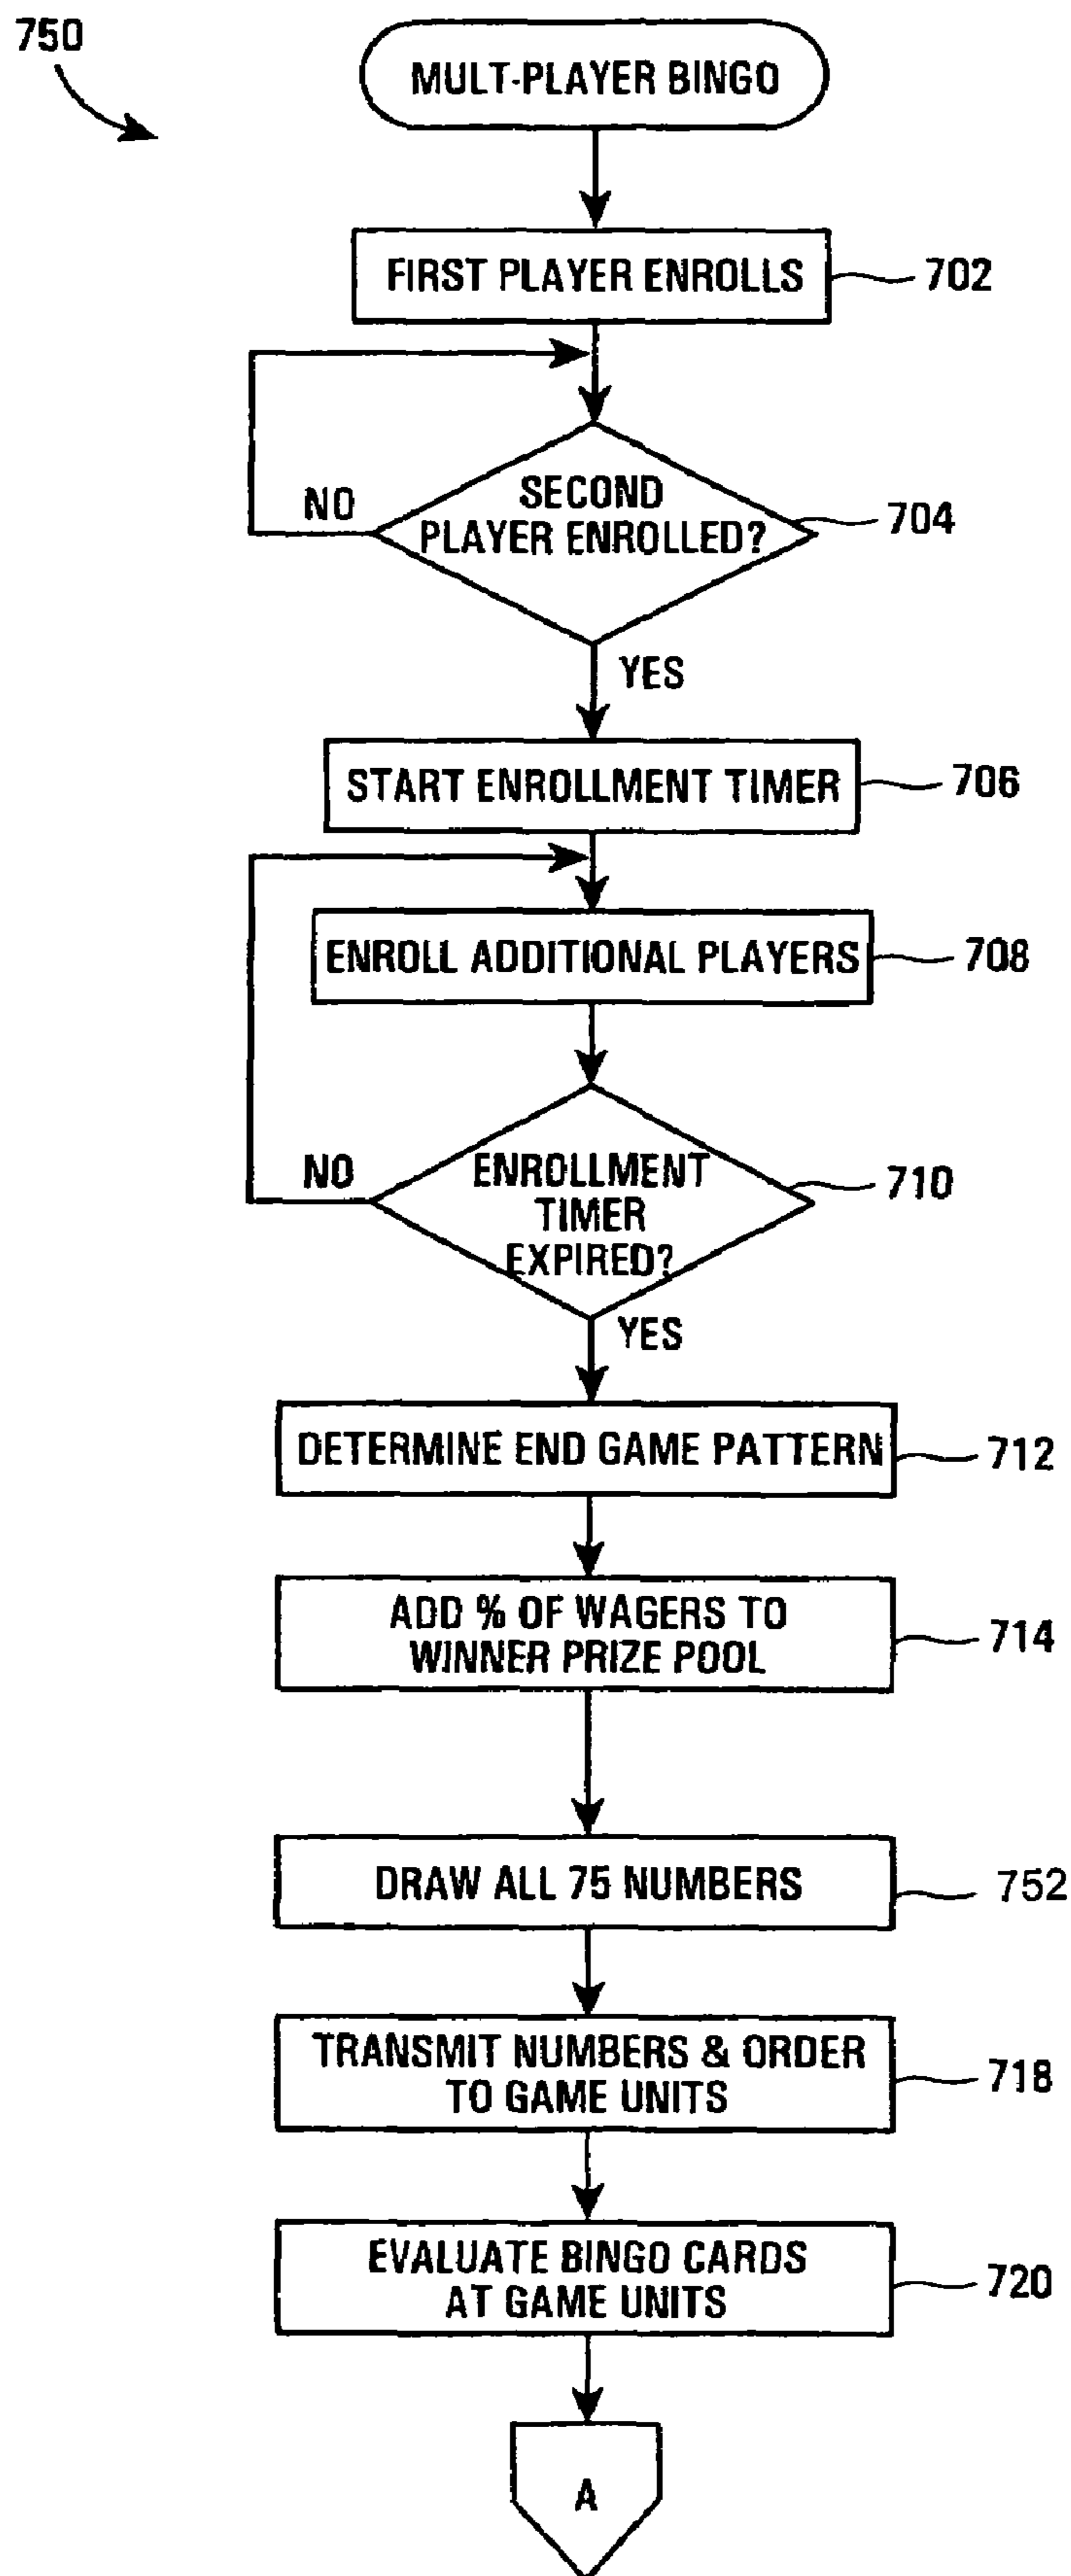 750
MULT-PLAYER BINGO
FIRST PLAYER ENROLLS
702
NO
SECOND
PLAYER ENROLLED?
704
YES
START ENROLLMENT TIMER
706
ENROLL ADDITIONAL PLAYERS
708
NO
ENROLLMENT
TIMER
EXPIRED?
710
YES
DETERMINE END GAME PATTERN
712
ADD % OF WAGERS TO
WINNER PRIZE POOL
714
DRAW ALL 75 NUMBERS
752
TRANSMIT NUMBERS & ORDER
TO GAME UNITS
718
EVALUATE BINGO CARDS
AT GAME UNITS
720
A